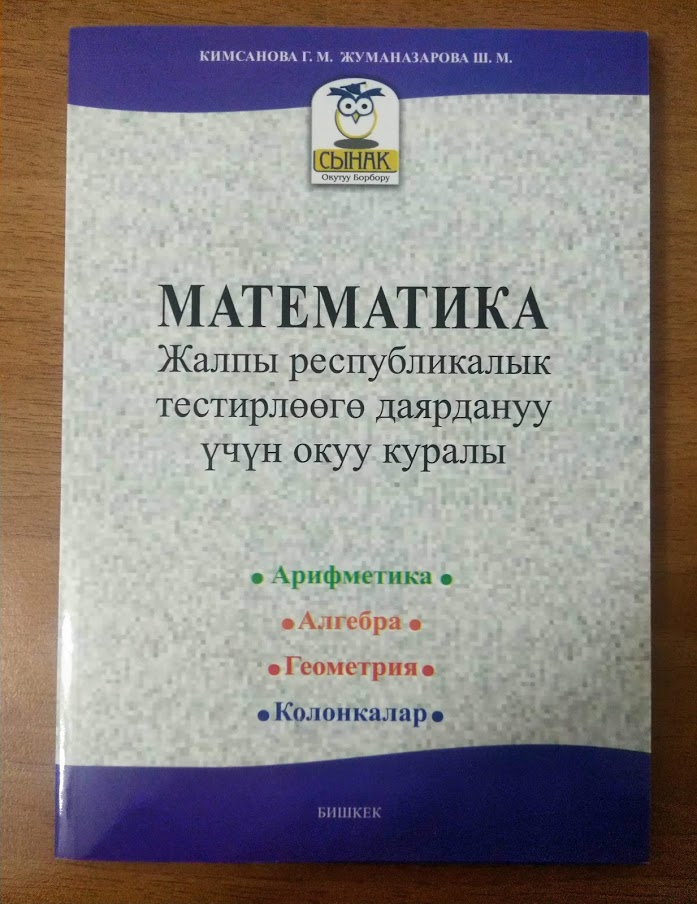 КИМСАНОВА Г. М. ЖУМАНАЗАРОВА Ш. М.
СЫНАК
Окутуу Борбору
МАТЕМАТИКА
Жалпы республикалык
тестирлөөгө даярдануу
үчүн окуу куралы
• Арифметика •
• Алгебра •
• Геометрия •
• Колонкалар •
БИШКЕК